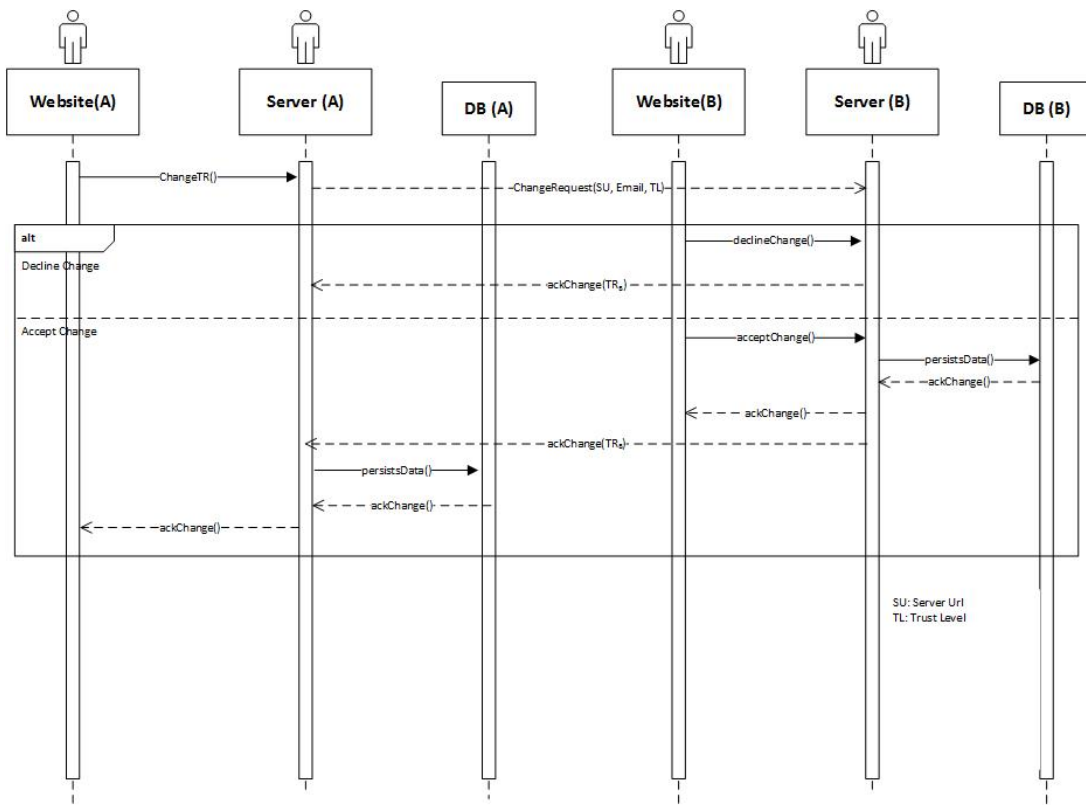 Website(A)
Server (A)
DB (A)
Website(B)
Server (B)
DB (B)
ChangeTR()
ChangeRequest(SU, Email, TL)
alt
declineChange()
Decline Change
ackChange(TRs)
Accept Change
acceptChange()
persistsData()
ackChange()
ackChange()
ackChange(TRs)
persistsData()
ackChange()
ackChange()
SU: Server Url
TL: Trust Level